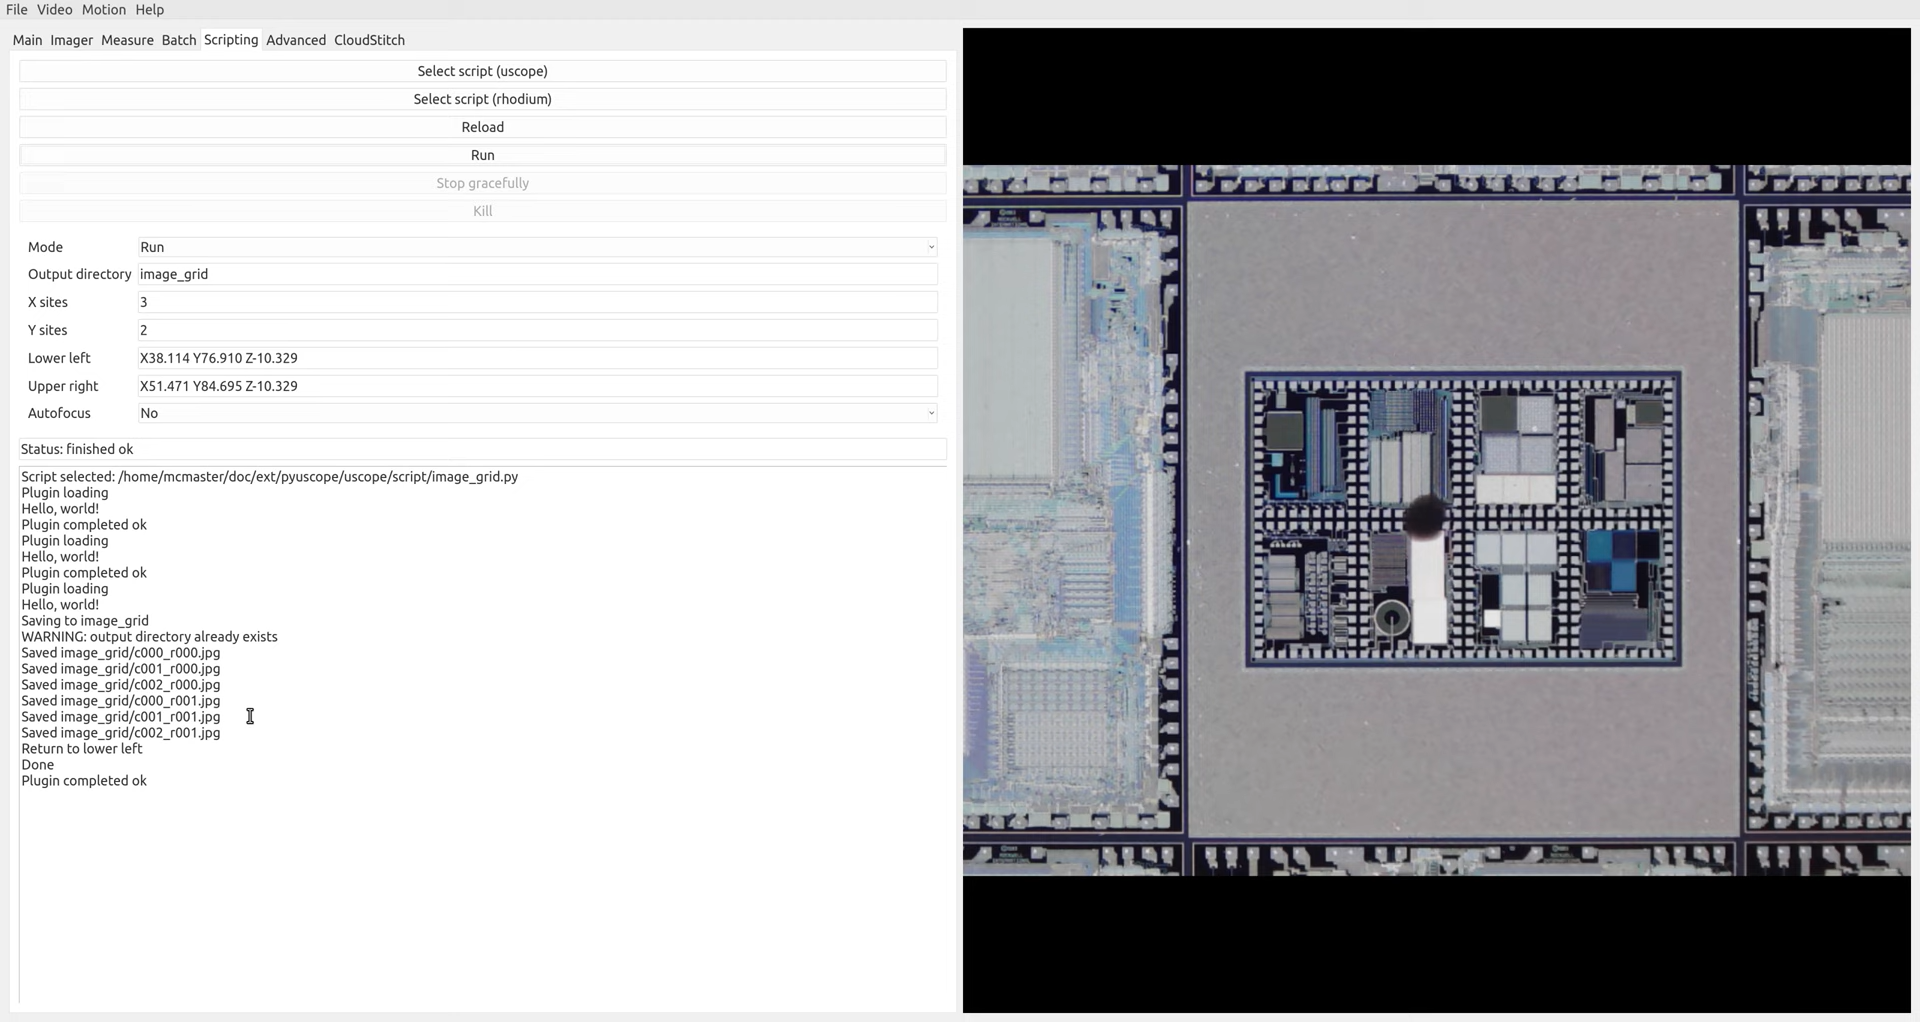 File Video Motion Help
Main Imager Measure Batch Scripting Advanced CloudStitch
Select script (uscope)
Select script (rhodium)
Reload
Run
Stop gracefully
Kill
Mode Run
Output directory image_grid
X sites 3
Y sites 2
Lower left X38.114 Y76.910 Z-10.329
Upper right X51.471 Y84.695 Z-10.329
Autofocus No
Status: finished ok
Script selected: /home/mcmaster/doc/ext/pyuscope/uscope/script/image_grid.py
Plugin loading
Hello, world!
Plugin completed ok
Plugin loading
Hello, world!
Plugin completed ok
Plugin loading
Hello, world!
Saving to image_grid
WARNING: output directory already exists
Saved image_grid/c000_r000.jpg
Saved image_grid/c001_r000.jpg
Saved image_grid/c002_r000.jpg
Saved image_grid/c000_r001.jpg
Saved image_grid/c001_r001.jpg
Saved image_grid/c002_r001.jpg
Return to lower left
Done
Plugin completed ok